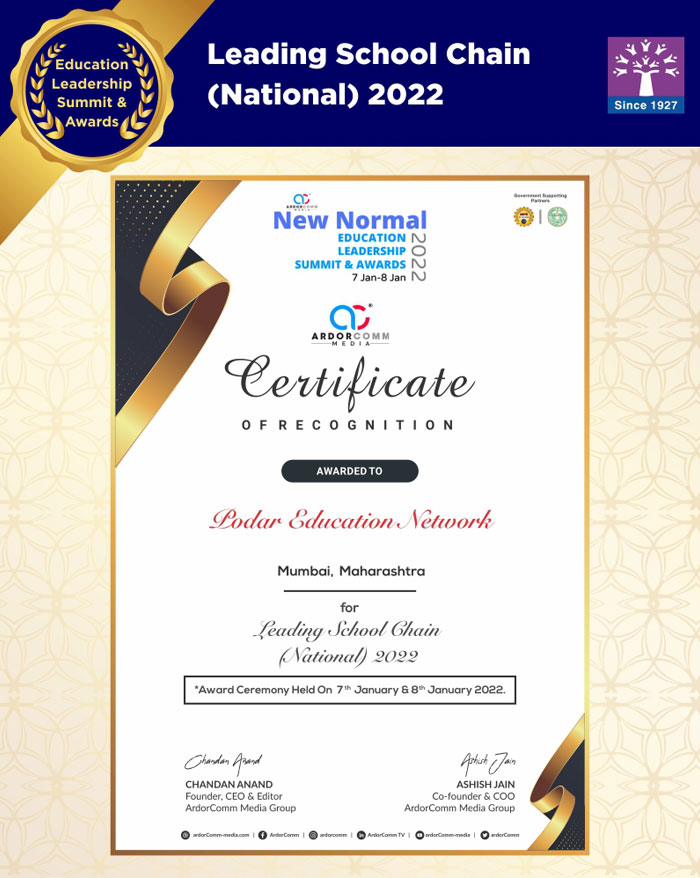 Education
Leadership
Summit &
Awards
Leading School Chain
(National) 2022
Since 1927
ARDORCOMM
MEDIA
New Normal
EDUCATION
LEADERSHIP
SUMMIT & AWARDS
2022
7 Jan-8 Jan
Government Supporting
Partners
ARDORCOMM
MEDIA
Certificate
OF RECOGNITION
AWARDED TO
Podar Education Network
Mumbai, Maharashtra
for
Leading School Chain
(National) 2022
*Award Ceremony Held On 7th January & 8th January 2022.
Chandan Anand
Ashish Jain
CHANDAN ANAND
Founder, CEO & Editor
ArdorComm Media Group
ASHISH JAIN
Co-founder & COO
ArdorComm Media Group
ardorComm-media.com | ArdorComm | ardorcomm | ArdorComm TV | ardorComm-media | ardorComm